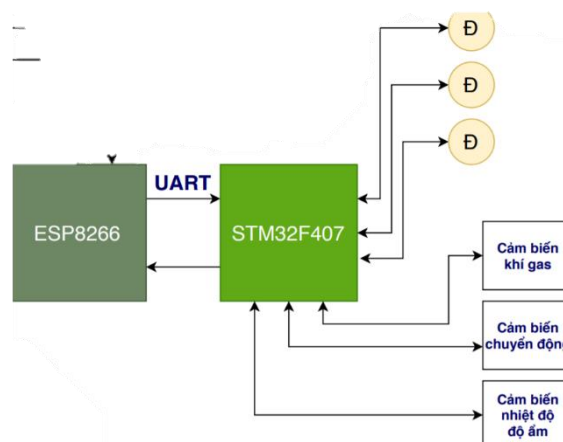 Đ
Đ
Đ
UART
ESP8266
STM32F407
Cảm biến
khí gas
Cảm biến
chuyển động
Cảm biến
nhiệt độ
độ ẩm